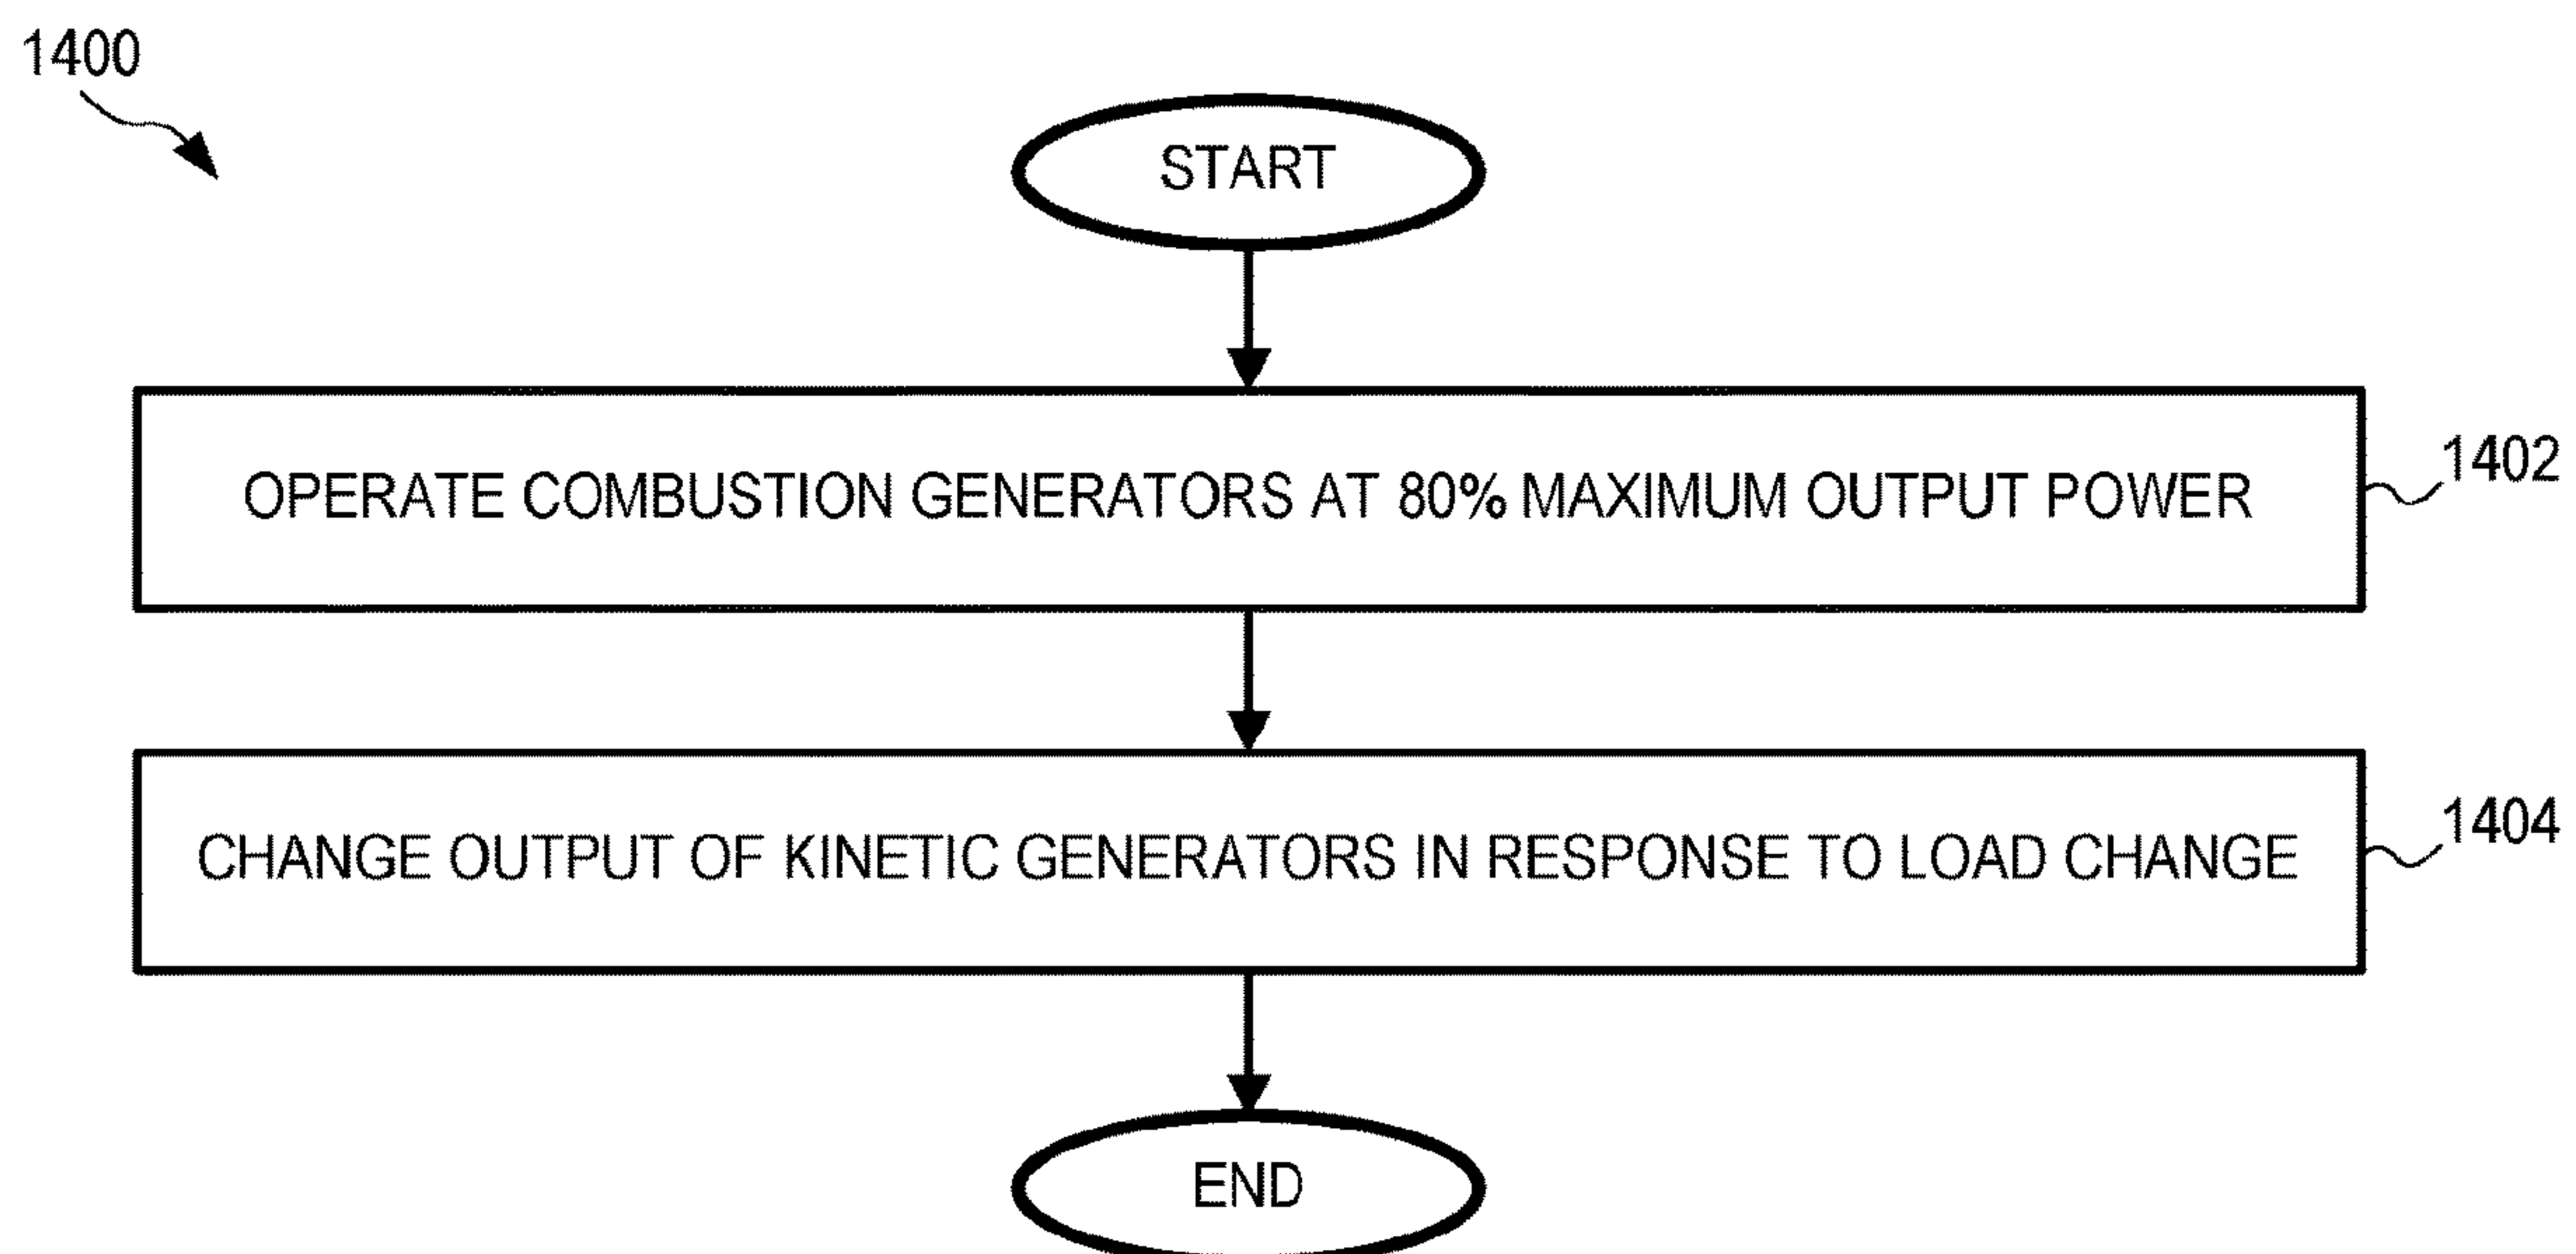 1400
START
OPERATE COMBUSTION GENERATORS AT 80% MAXIMUM OUTPUT POWER
1402
CHANGE OUTPUT OF KINETIC GENERATORS IN RESPONSE TO LOAD CHANGE
1404
END